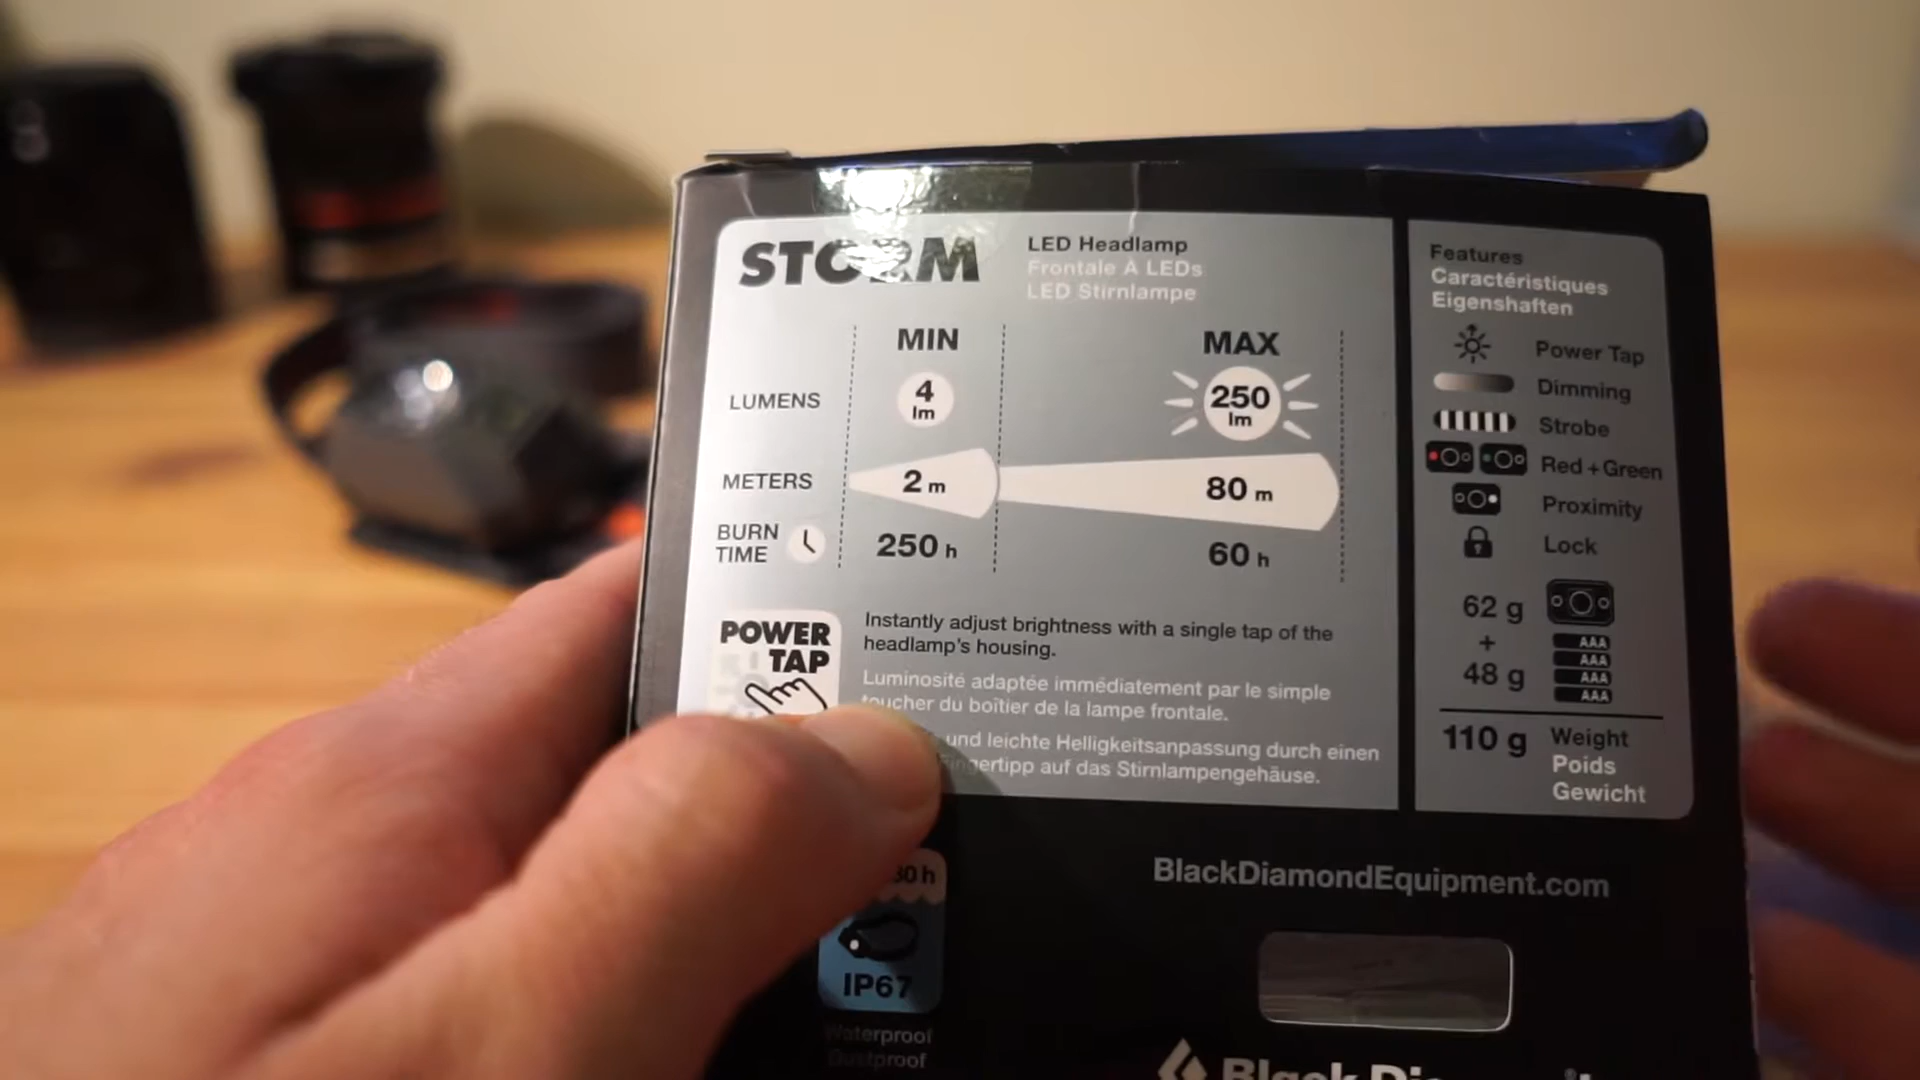 STORM
LED Headlamp
Frontale À LEDs
LED Stirnlampe
MIN
MAX
LUMENS
4 lm
250 lm
METERS
2 m
80 m
BURN TIME
250 h
60 h
POWER TAP
Instantly adjust brightness with a single tap of the
headlamp's housing.
Luminosité adaptée immédiatement par le simple
toucher du boîtier de la lampe frontale.
und leichte Helligkeitsanpassung durch einen
Fingertipp auf das Stirnlampengehäuse.
Features
Caractéristiques
Eigenshaften
Power Tap
Dimming
Strobe
Red + Green
Proximity
Lock
62 g
+
AAA
AAA
AAA
AAA
48 g
110 g
Weight
Poids
Gewicht
BlackDiamondEquipment.com
IP67
Waterproof
Dustproof
Black